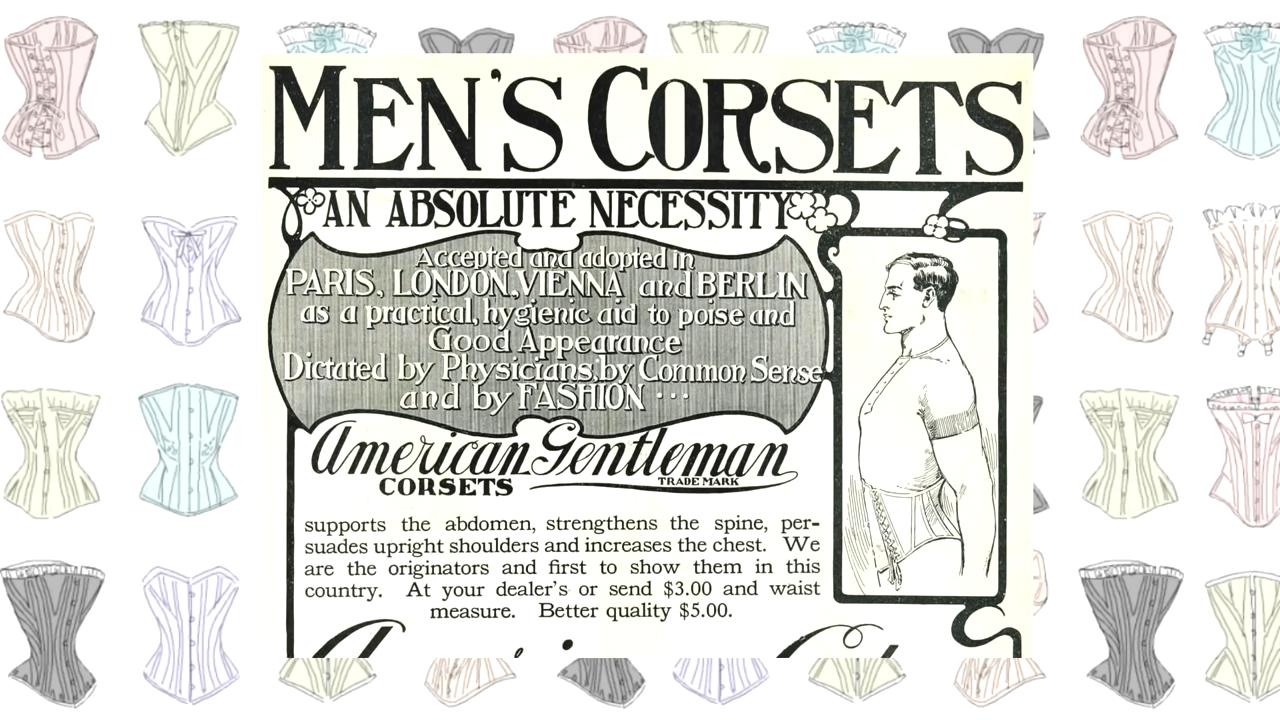 MEN'S CORSETS
AN ABSOLUTE NECESSITY
Accepted and adopted in
PARIS, LONDON, VIENNA and BERLIN
as a practical, hygienic aid to poise and
Good Appearance
Dictated by Physicians, by Common Sense
and by FASHION ...
American Gentleman
CORSETS TRADE MARK
supports the abdomen, strengthens the spine, per-
suades upright shoulders and increases the chest. We
are the originators and first to show them in this
country. At your dealer's or send $3.00 and waist
measure. Better quality $5.00.